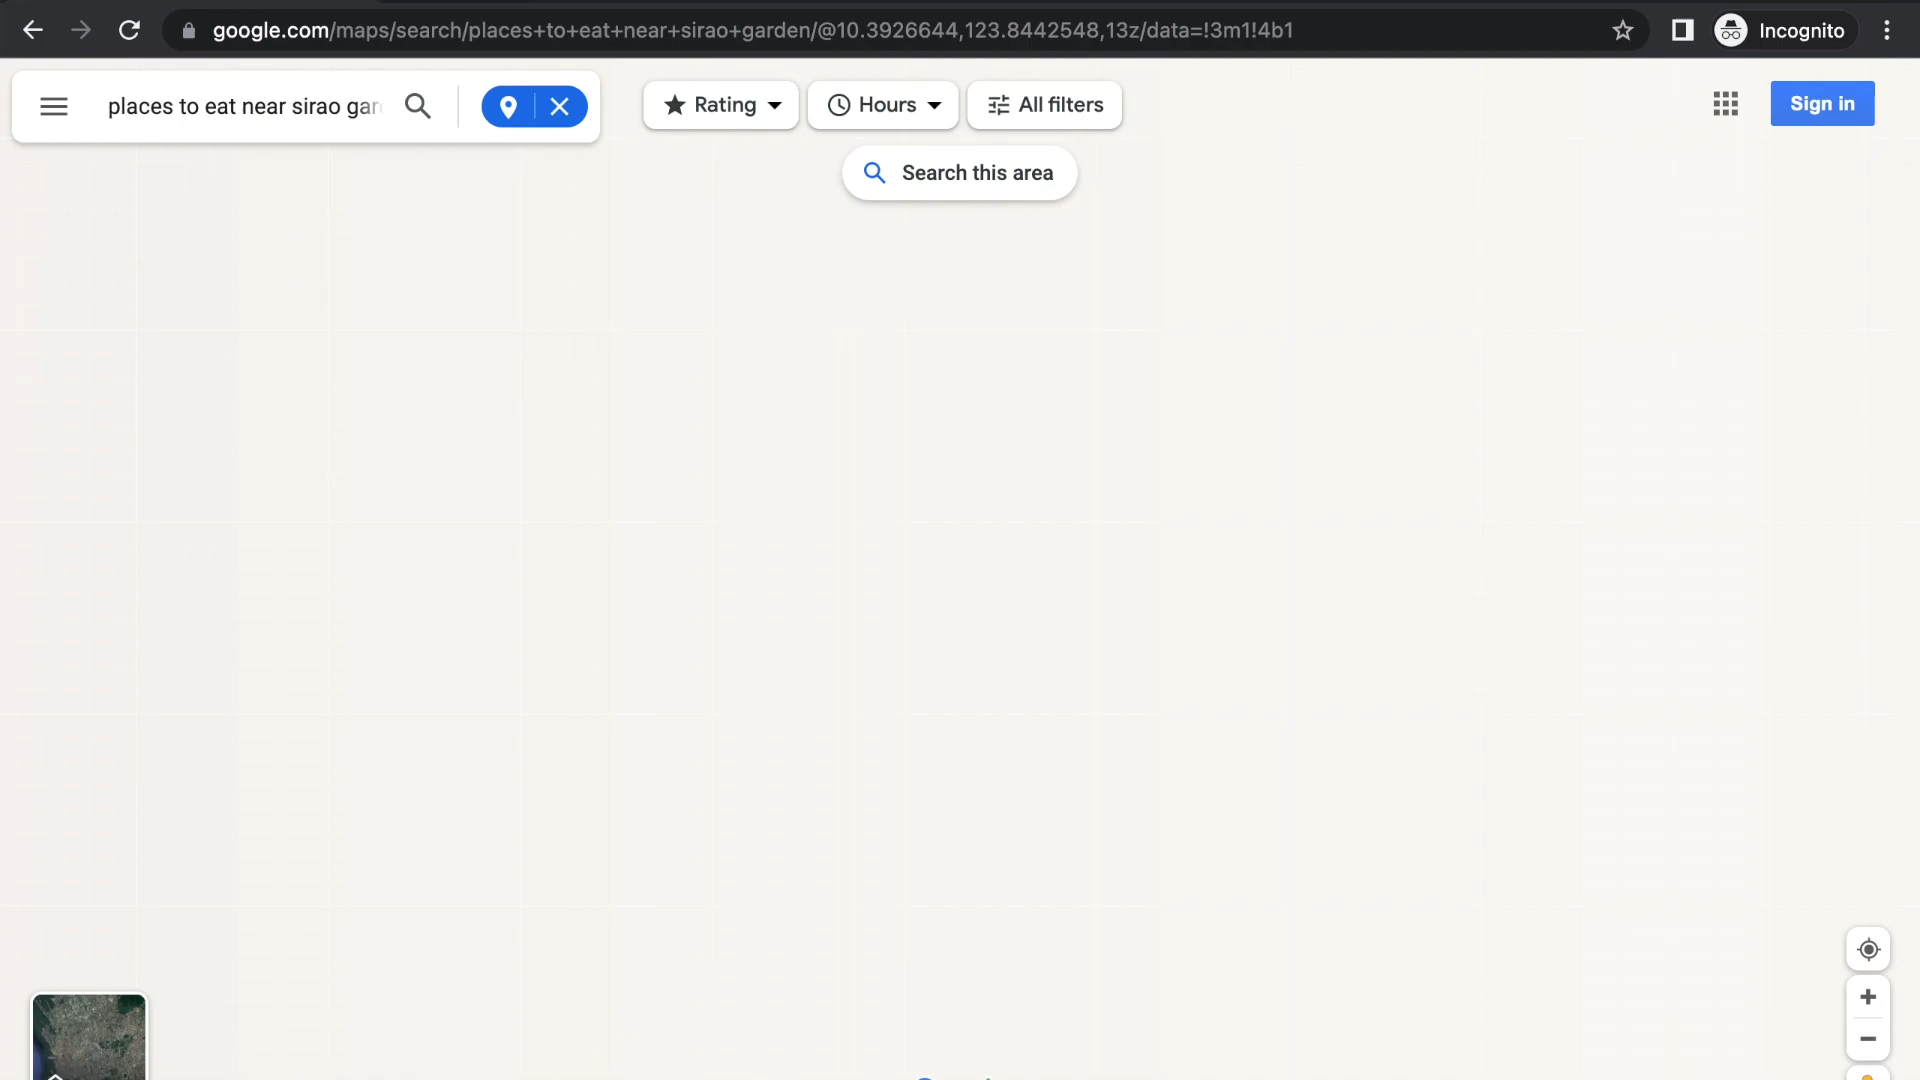 google.com/maps/search/places+to+eat+near+sirao+garden/@10.3926644,123.8442548,13z/data=!3m1!4b1
Incognito
places to eat near sirao gar
Rating
Hours
All filters
Sign in
Search this area